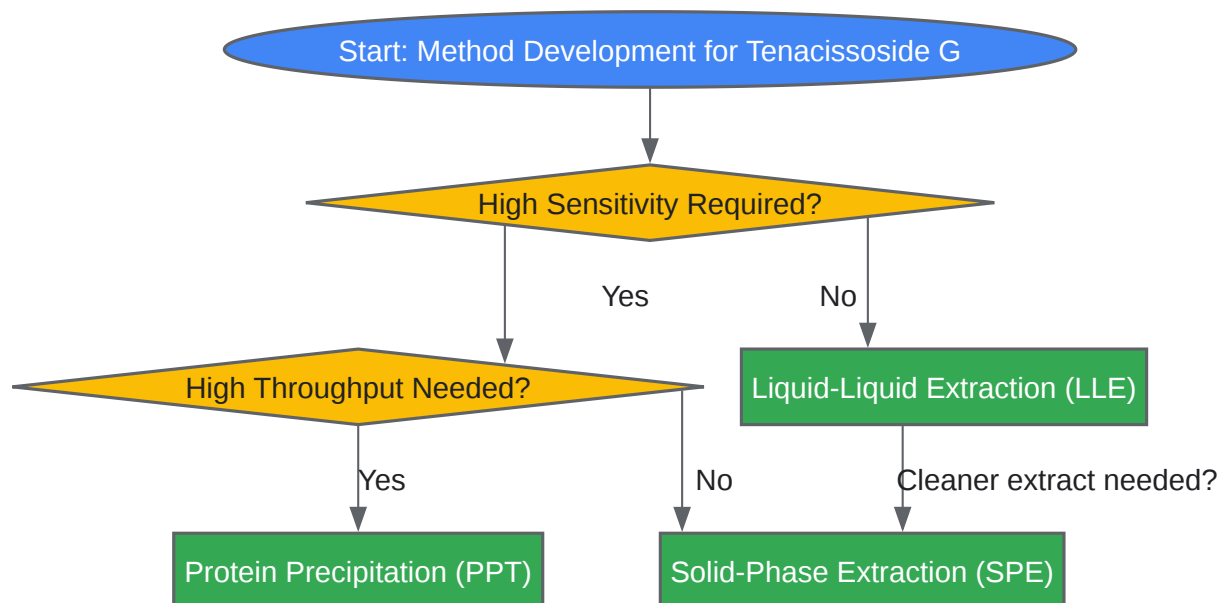 Start: Method Development for Tenacissoside G
High Sensitivity Required?
Yes
No
High Throughput Needed?
Liquid-Liquid Extraction (LLE)
Yes
No
Cleaner extract needed?
Protein Precipitation (PPT)
Solid-Phase Extraction (SPE)